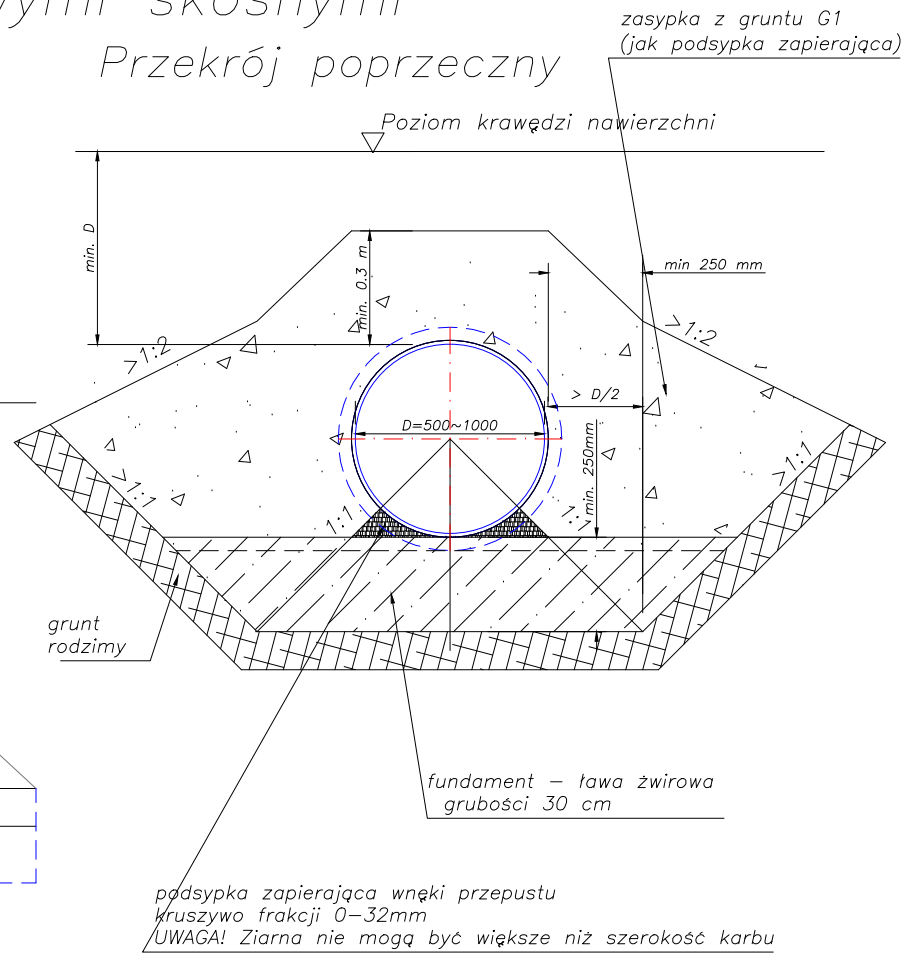 skośnymi
Przekrój poprzeczny
zasypka z gruntu G1
(jak podsypka zapierająca)
Poziom krawędzi nawierzchni
min. D
min. 0.3 m
min 250 mm
>1:2
>1:2
> D/2
D=500~1000
min. 250mm
>1:1
>1:1
1:1
1:1
grunt
rodzimy
fundament – ława żwirowa
grubości 30 cm
podsypka zapierająca wnęki przepustu
kruszywo frakcji 0–32mm
UWAGA! Ziarna nie mogą być większe niż szerokość karbu